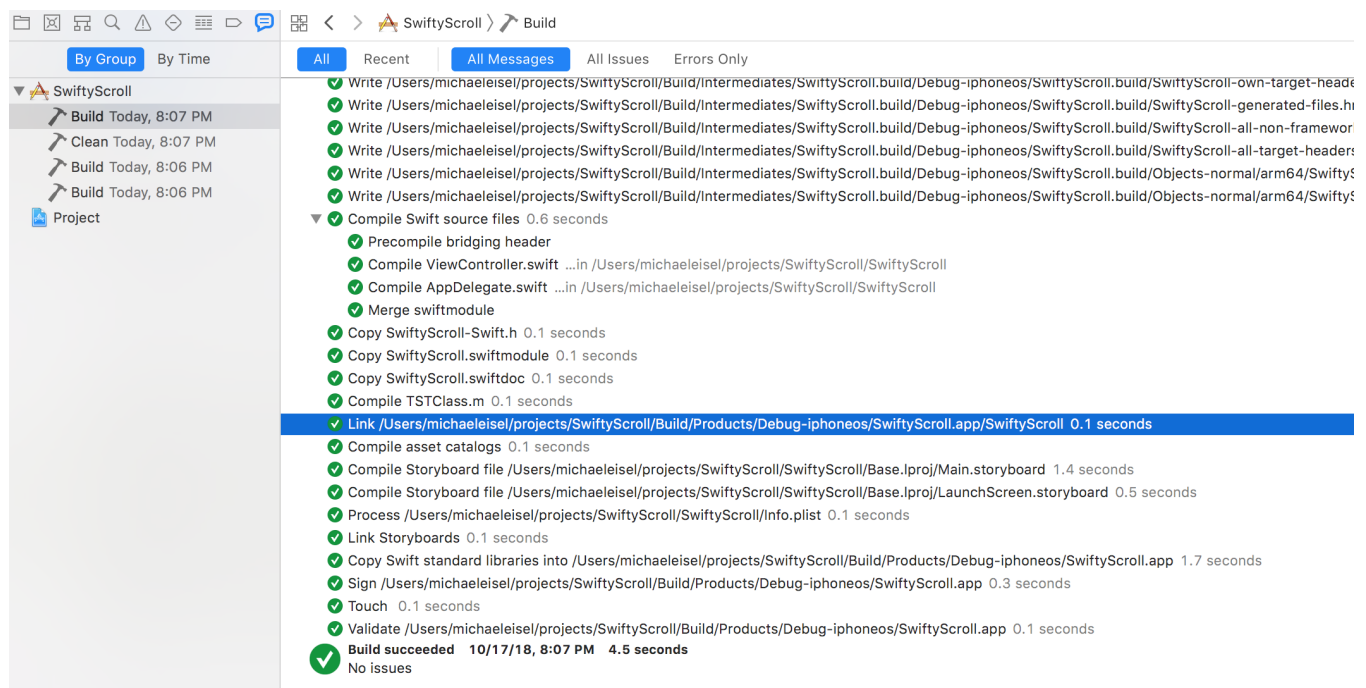 SwiftyScroll 〉 Build
By Group By Time
All Recent All Messages All Issues Errors Only
SwiftyScroll
Build Today, 8:07 PM
Clean Today, 8:07 PM
Build Today, 8:06 PM
Build Today, 8:06 PM
Project
Write /Users/michaeleisel/projects/SwiftyScroll/Build/Intermediates/SwiftyScroll.build/Debug-iphoneos/SwiftyScroll.build/SwiftyScroll-own-target-heade
Write /Users/michaeleisel/projects/SwiftyScroll/Build/Intermediates/SwiftyScroll.build/Debug-iphoneos/SwiftyScroll.build/SwiftyScroll-generated-files.h
Write /Users/michaeleisel/projects/SwiftyScroll/Build/Intermediates/SwiftyScroll.build/Debug-iphoneos/SwiftyScroll.build/SwiftyScroll-all-non-framewor
Write /Users/michaeleisel/projects/SwiftyScroll/Build/Intermediates/SwiftyScroll.build/Debug-iphoneos/SwiftyScroll.build/SwiftyScroll-all-target-headers
Write /Users/michaeleisel/projects/SwiftyScroll/Build/Intermediates/SwiftyScroll.build/Debug-iphoneos/SwiftyScroll.build/Objects-normal/arm64/SwiftyS
Write /Users/michaeleisel/projects/SwiftyScroll/Build/Intermediates/SwiftyScroll.build/Debug-iphoneos/SwiftyScroll.build/Objects-normal/arm64/SwiftyS
Compile Swift source files 0.6 seconds
Precompile bridging header
Compile ViewController.swift ...in /Users/michaeleisel/projects/SwiftyScroll/SwiftyScroll
Compile AppDelegate.swift ...in /Users/michaeleisel/projects/SwiftyScroll/SwiftyScroll
Merge swiftmodule
Copy SwiftyScroll-Swift.h 0.1 seconds
Copy SwiftyScroll.swiftmodule 0.1 seconds
Copy SwiftyScroll.swiftdoc 0.1 seconds
Compile TSTClass.m 0.1 seconds
Link /Users/michaeleisel/projects/SwiftyScroll/Build/Products/Debug-iphoneos/SwiftyScroll.app/SwiftyScroll 0.1 seconds
Compile asset catalogs 0.1 seconds
Compile Storyboard file /Users/michaeleisel/projects/SwiftyScroll/SwiftyScroll/Base.lproj/Main.storyboard 1.4 seconds
Compile Storyboard file /Users/michaeleisel/projects/SwiftyScroll/SwiftyScroll/Base.lproj/LaunchScreen.storyboard 0.5 seconds
Process /Users/michaeleisel/projects/SwiftyScroll/SwiftyScroll/Info.plist 0.1 seconds
Link Storyboards 0.1 seconds
Copy Swift standard libraries into /Users/michaeleisel/projects/SwiftyScroll/Build/Products/Debug-iphoneos/SwiftyScroll.app 1.7 seconds
Sign /Users/michaeleisel/projects/SwiftyScroll/Build/Products/Debug-iphoneos/SwiftyScroll.app 0.3 seconds
Touch 0.1 seconds
Validate /Users/michaeleisel/projects/SwiftyScroll/Build/Products/Debug-iphoneos/SwiftyScroll.app 0.1 seconds
Build succeeded 10/17/18, 8:07 PM 4.5 seconds
No issues